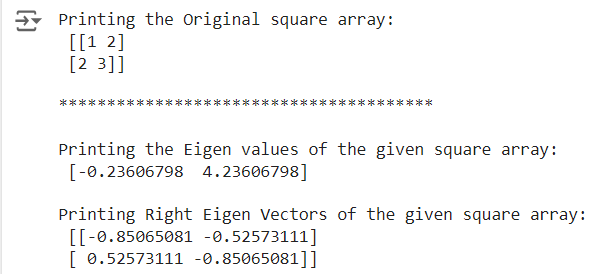 Printing the Original square array:
[[1 2]
[2 3]]
***************************************
Printing the Eigen values of the given square array:
[-0.23606798  4.23606798]
Printing Right Eigen Vectors of the given square array:
[[-0.85065081 -0.52573111]
[ 0.52573111 -0.85065081]]